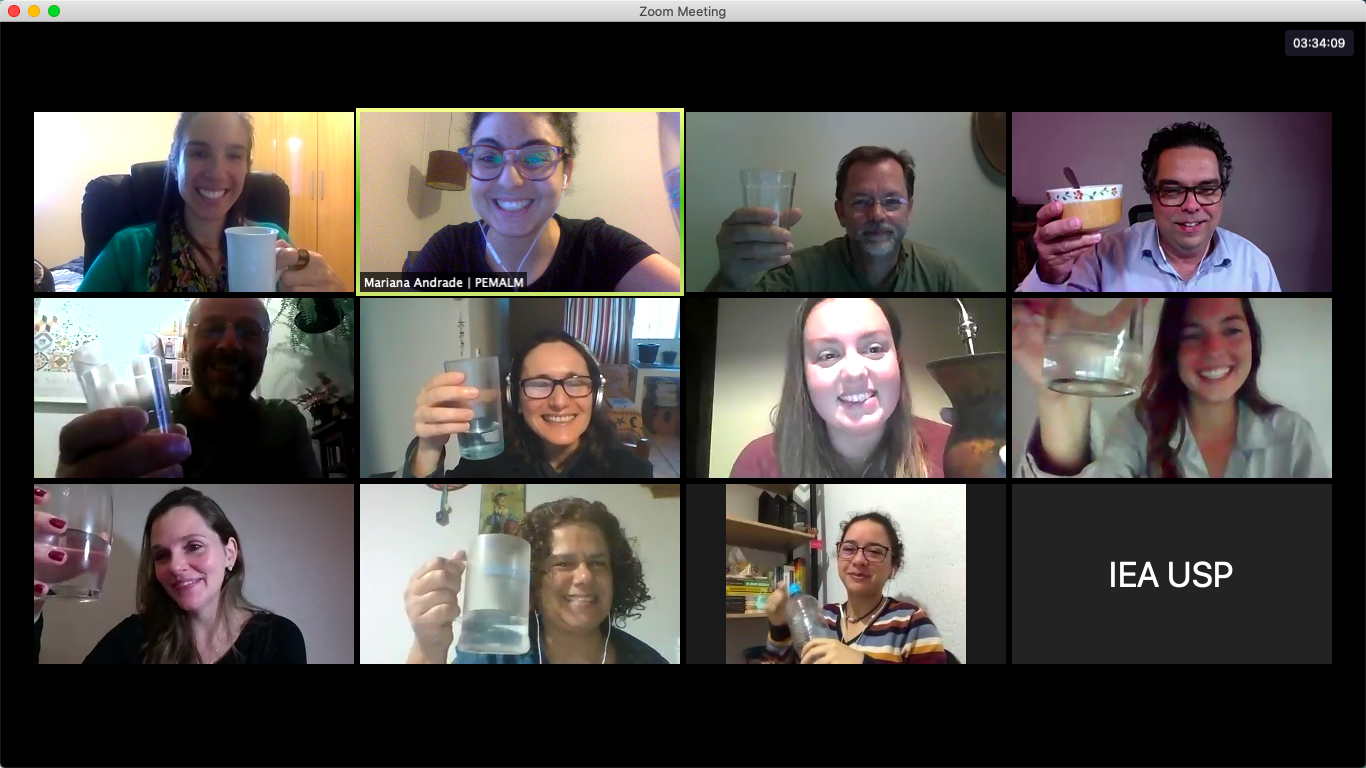 Zoom Meeting
03:34:09
Mariana Andrade | PEMALM
IEA USP